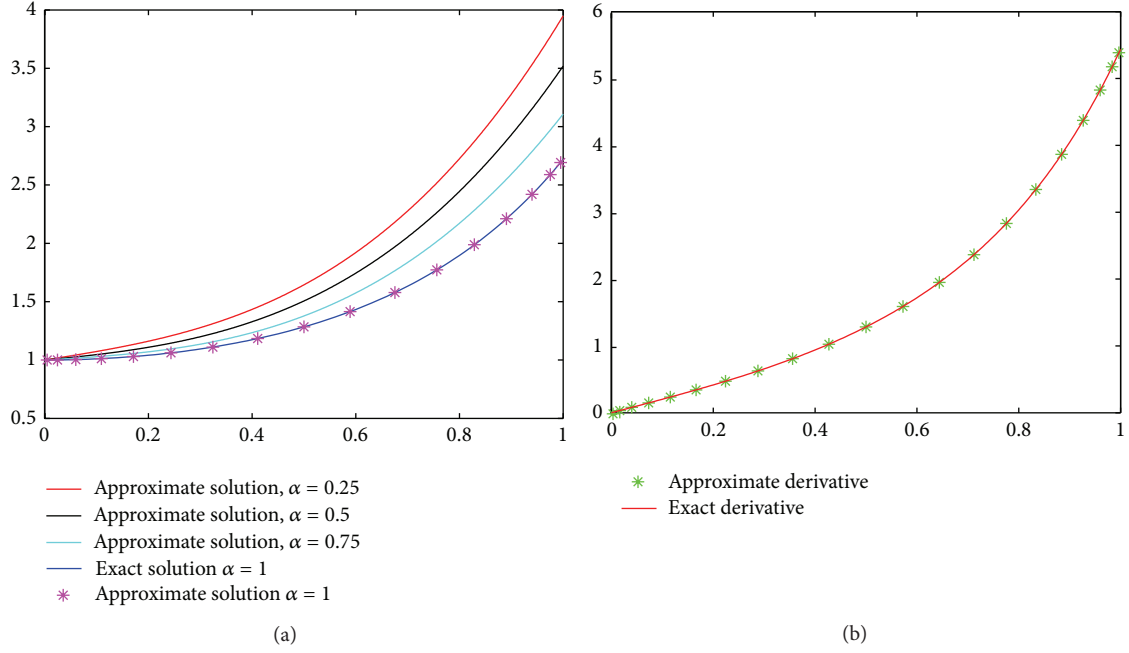 4
3.5
3
2.5
2
1.5
1
0.5
0 0.2 0.4 0.6 0.8 1
Approximate solution, α = 0.25
Approximate solution, α = 0.5
Approximate solution, α = 0.75
Exact solution α = 1
Approximate solution α = 1
(a)
6
5
4
3
2
1
0
0 0.2 0.4 0.6 0.8 1
Approximate derivative
Exact derivative
(b)